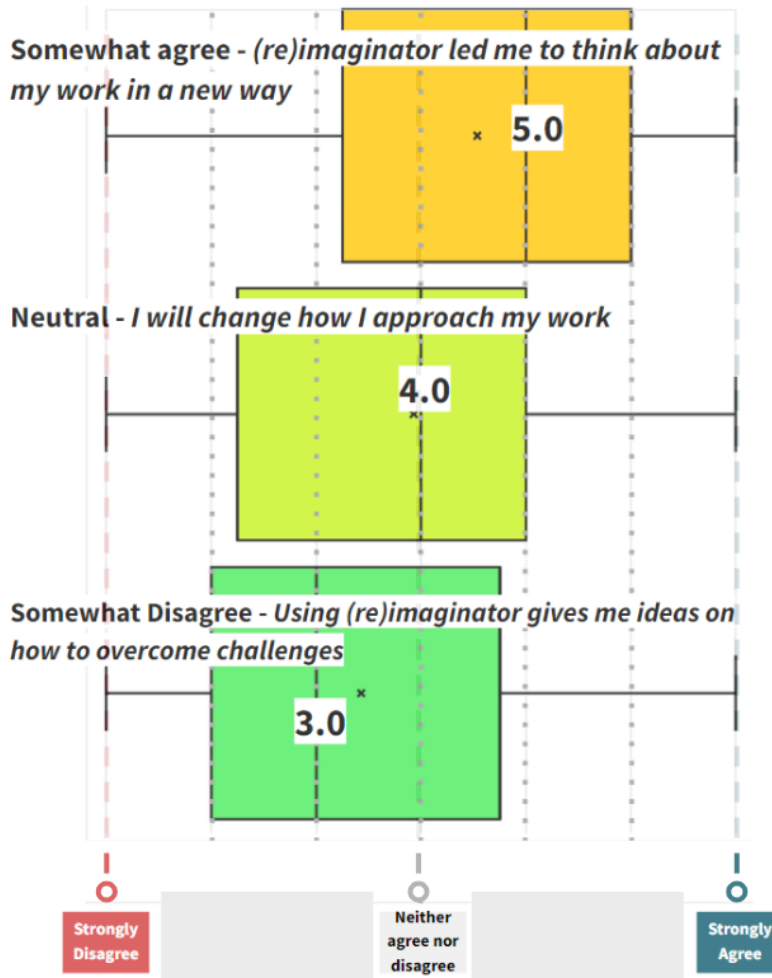 Somewhat agree - (re)imaginator led me to think about
my work in a new way
5.0
Neutral - I will change how I approach my work
4.0
Somewhat Disagree - Using (re)imaginator gives me ideas on
how to overcome challenges
3.0
Strongly
Disagree
Neither
agree nor
disagree
Strongly
Agree